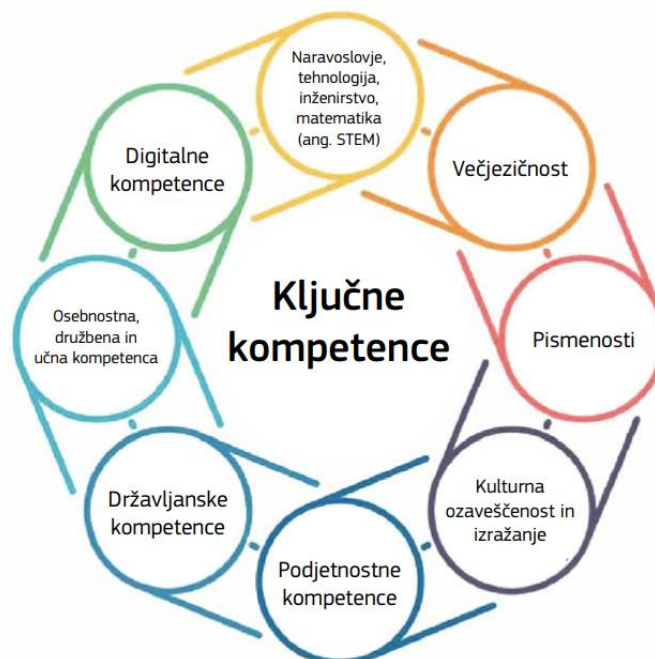 Naravoslovje,
tehnologija,
inženirstvo,
matematika
(ang. STEM)
Večjezičnost
Pismenosti
Kulturna
ozaveščenost in
izražanje
Podjetnostne
kompetence
Državljanske
kompetence
Osebnostna,
družbena in
učna kompetenca
Digitalne
kompetence
Ključne
kompetence